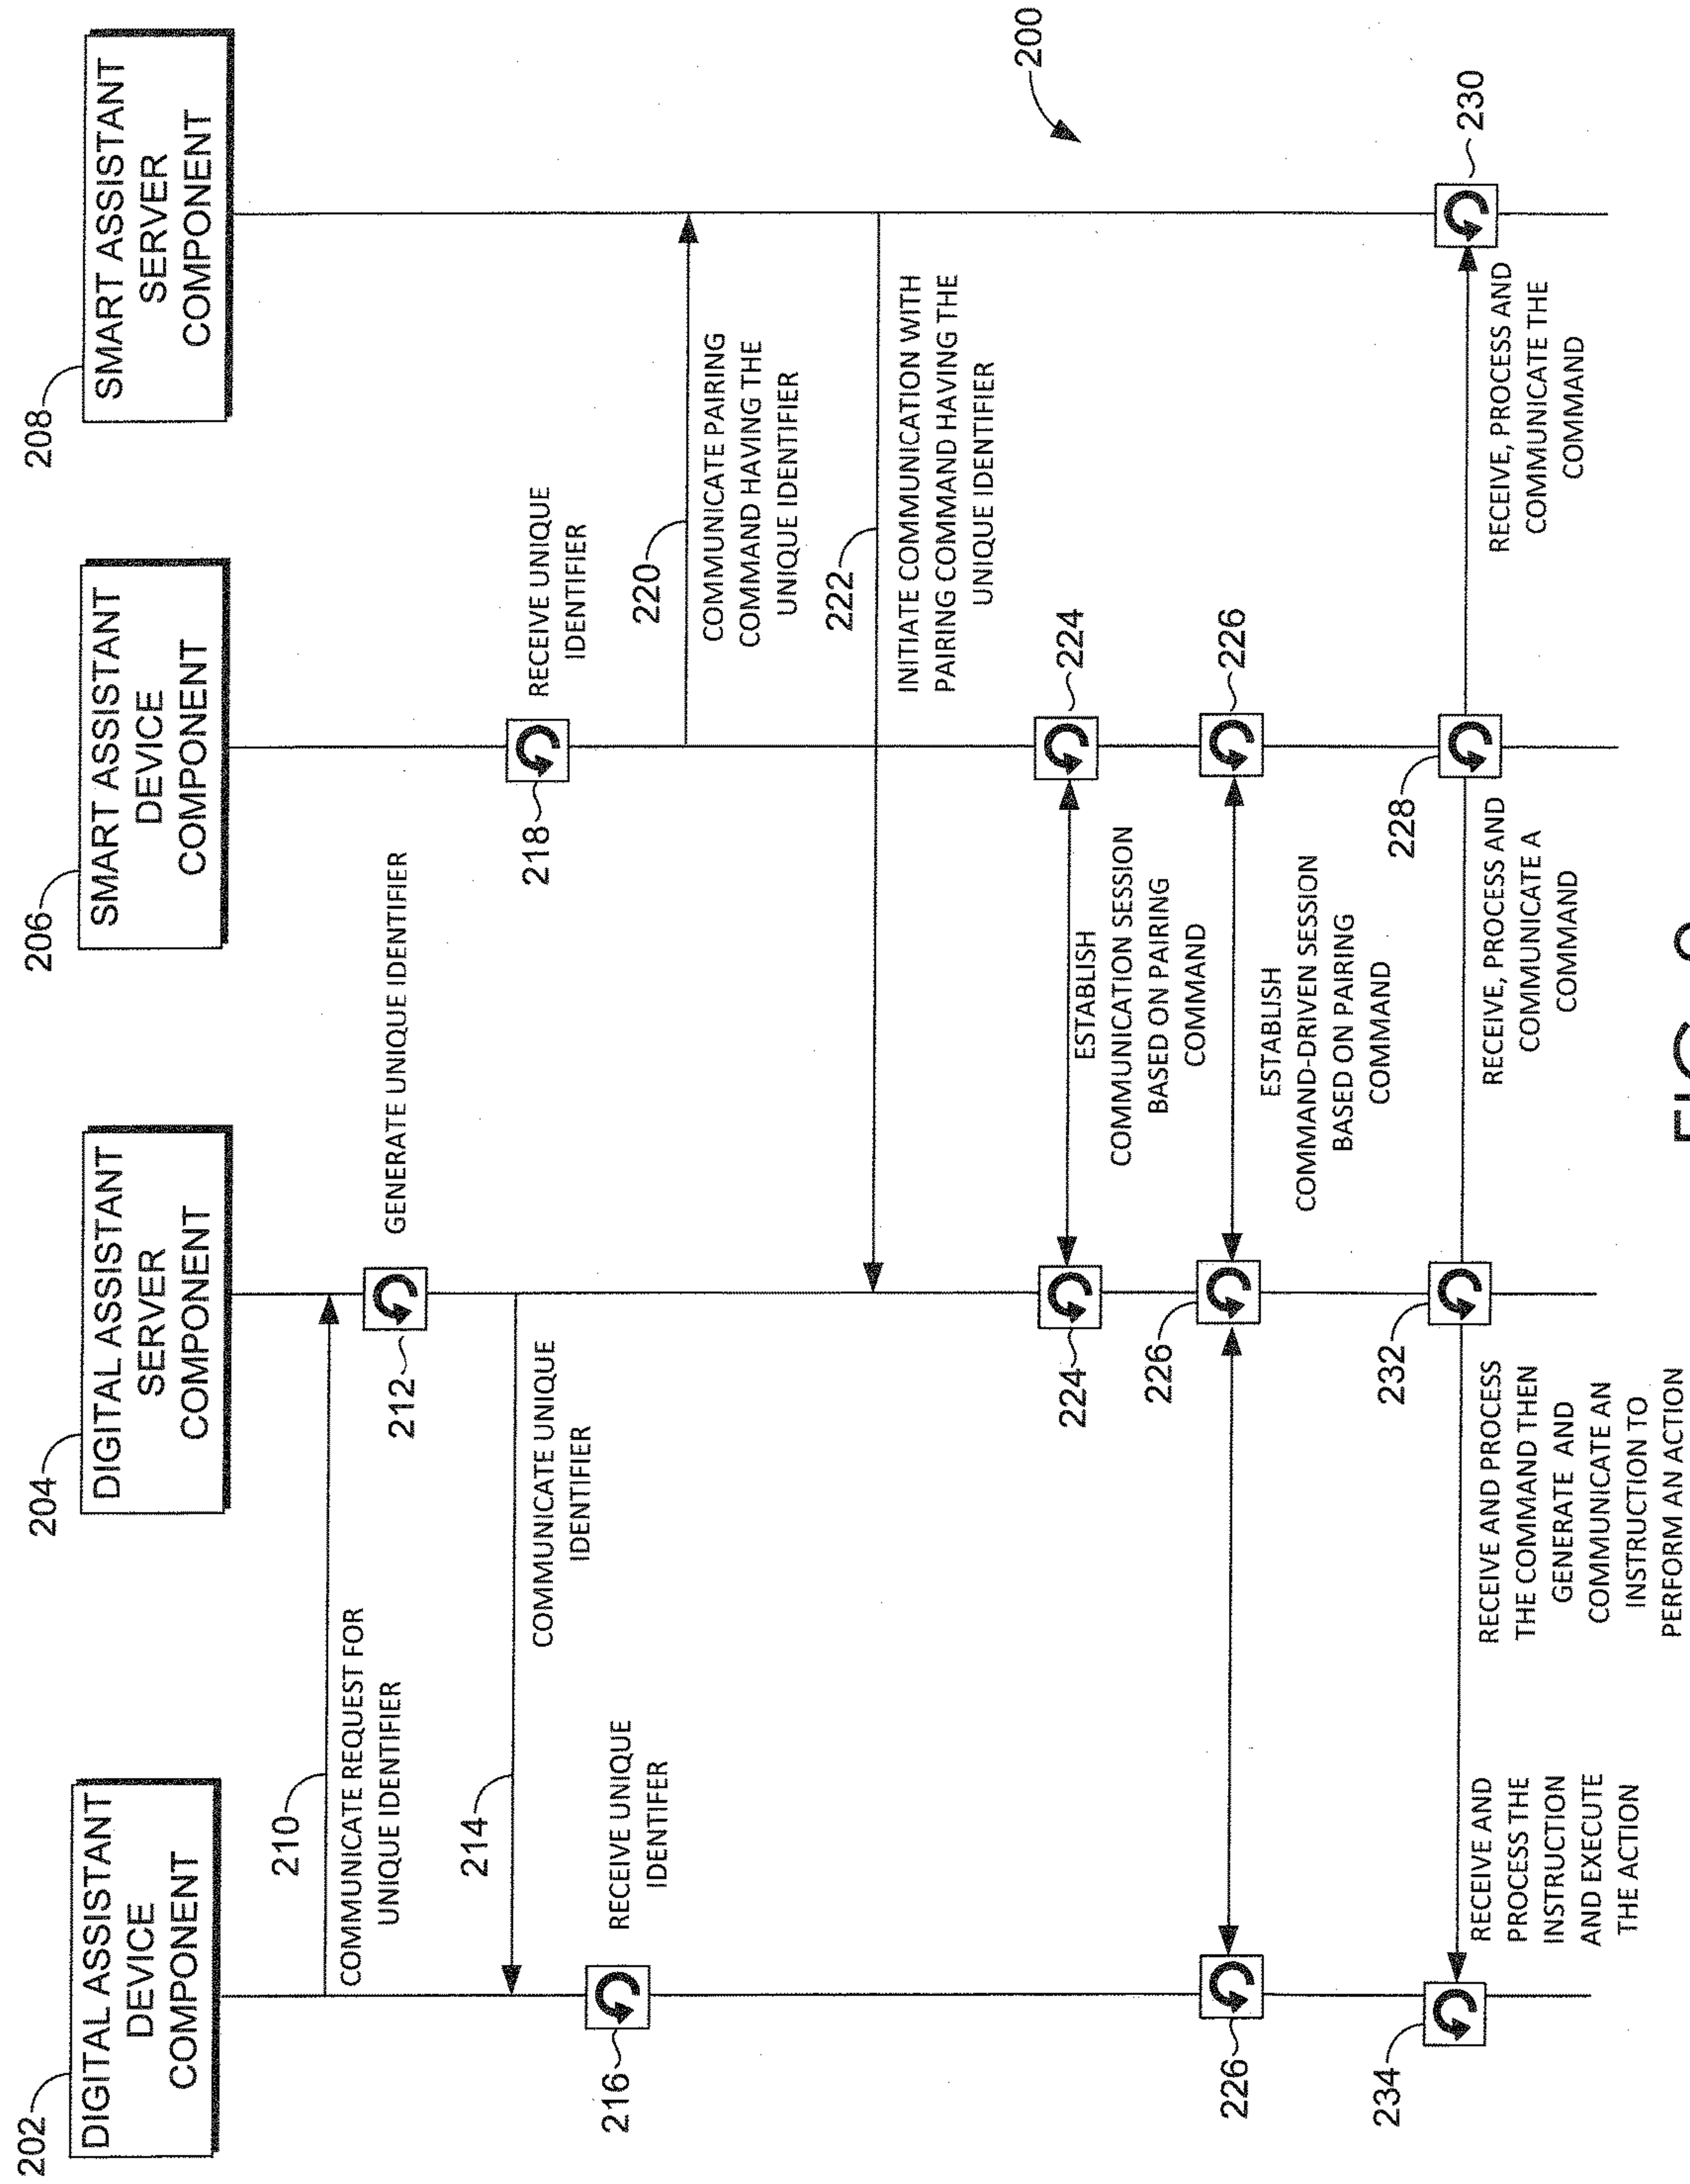 202
DIGITAL ASSISTANT
DEVICE
COMPONENT
204
DIGITAL ASSISTANT
SERVER
COMPONENT
206
SMART ASSISTANT
DEVICE
COMPONENT
208
SMART ASSISTANT
SERVER
COMPONENT
210
COMMUNICATE REQUEST FOR
UNIQUE IDENTIFIER
212
GENERATE UNIQUE IDENTIFIER
214
COMMUNICATE UNIQUE
IDENTIFIER
216
RECEIVE UNIQUE
IDENTIFIER
218
RECEIVE UNIQUE
IDENTIFIER
220
COMMUNICATE PAIRING
COMMAND HAVING THE
UNIQUE IDENTIFIER
222
INITIATE COMMUNICATION WITH
PAIRING COMMAND HAVING THE
UNIQUE IDENTIFIER
200
224
224
ESTABLISH
COMMUNICATION SESSION
BASED ON PAIRING
COMMAND
226
226
226
ESTABLISH
COMMAND-DRIVEN SESSION
BASED ON PAIRING
COMMAND
234
RECEIVE AND
PROCESS THE
INSTRUCTION
AND EXECUTE
THE ACTION
232
RECEIVE AND PROCESS
THE COMMAND THEN
GENERATE AND
COMMUNICATE AN
INSTRUCTION TO
PERFORM AN ACTION
228
RECEIVE, PROCESS AND
COMMUNICATE A
COMMAND
230
RECEIVE, PROCESS AND
COMMUNICATE THE
COMMAND